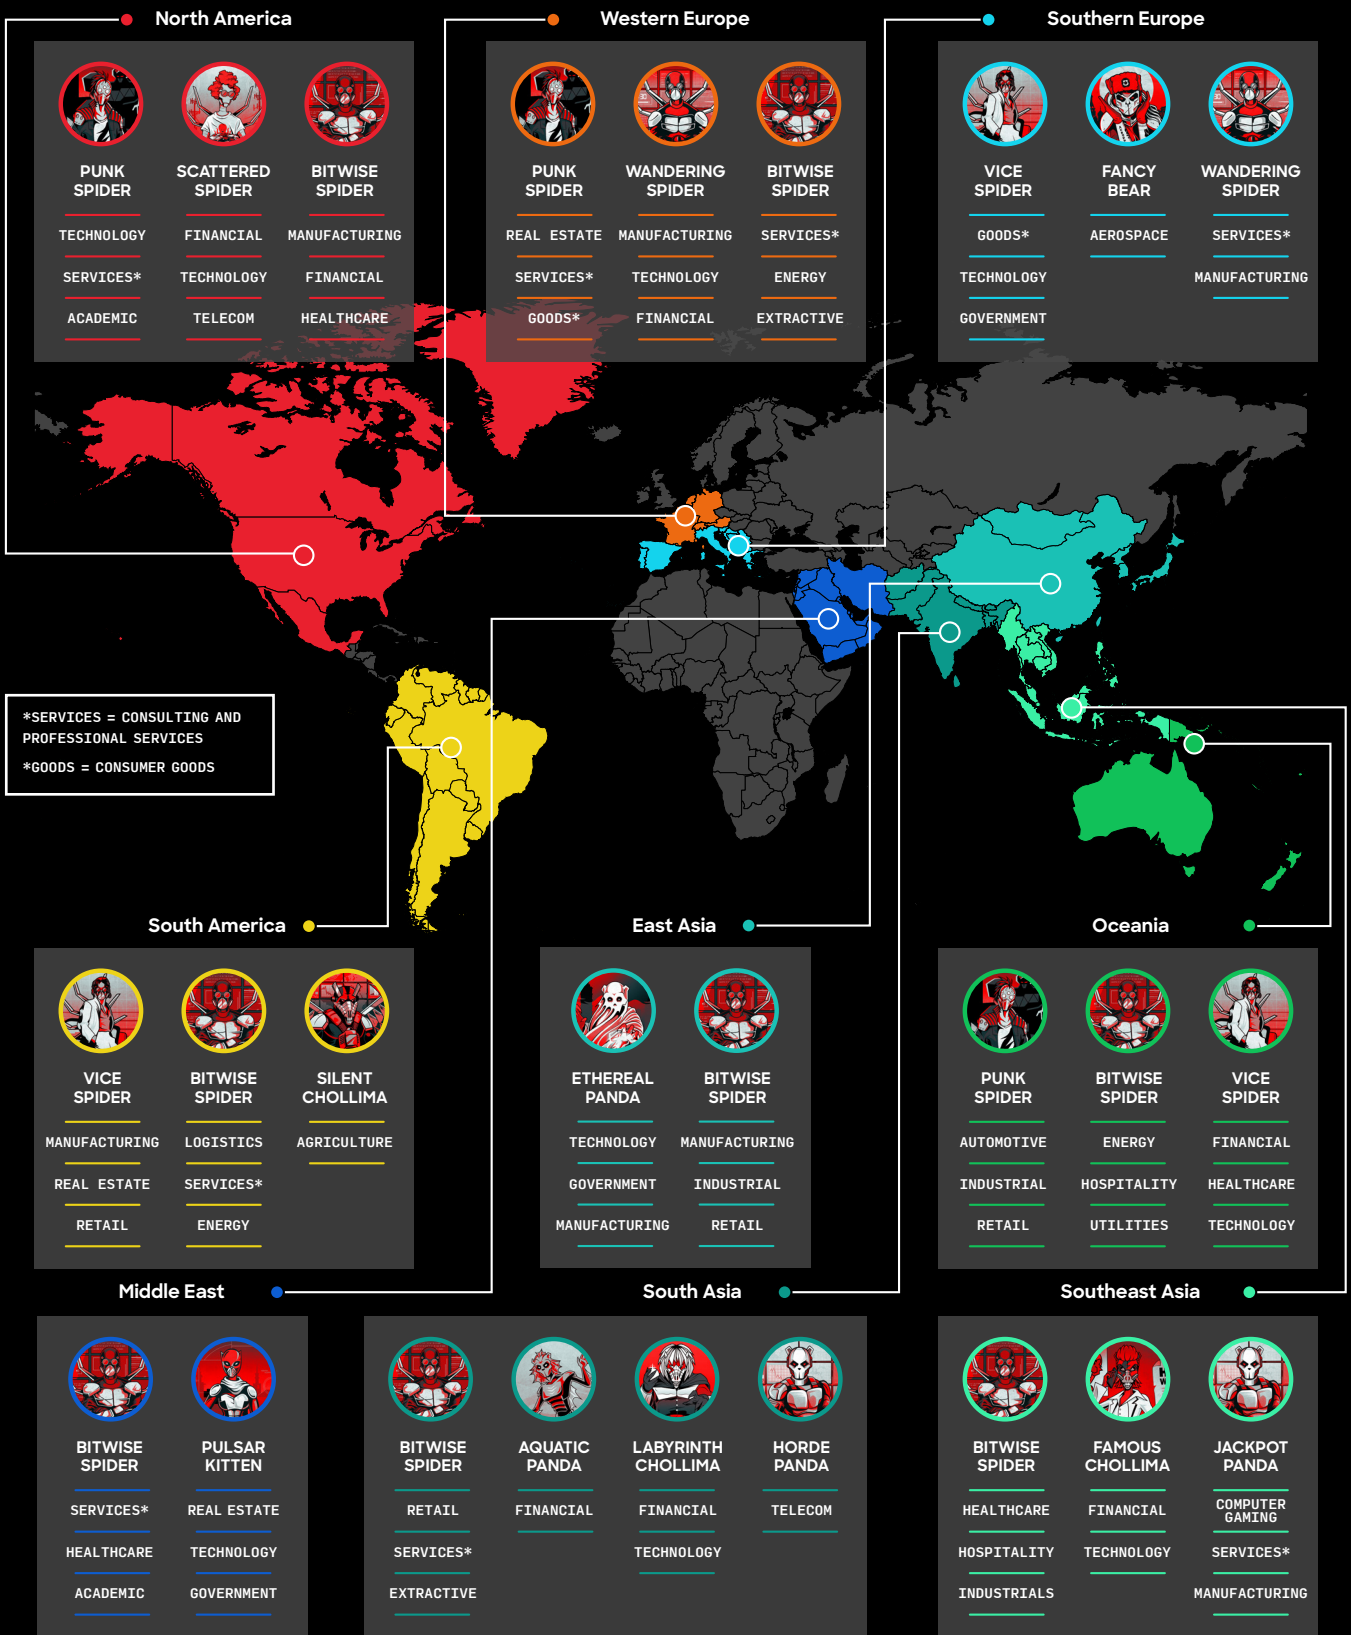 North America
PUNK
SPIDER
TECHNOLOGY
SERVICES*
ACADEMIC
SCATTERED
SPIDER
FINANCIAL
TECHNOLOGY
TELECOM
BITWISE
SPIDER
MANUFACTURING
FINANCIAL
HEALTHCARE
Western Europe
PUNK
SPIDER
REAL ESTATE
SERVICES*
GOODS*
WANDERING
SPIDER
MANUFACTURING
TECHNOLOGY
FINANCIAL
BITWISE
SPIDER
SERVICES*
ENERGY
EXTRACTIVE
Southern Europe
VICE
SPIDER
GOODS*
TECHNOLOGY
GOVERNMENT
FANCY
BEAR
AEROSPACE
WANDERING
SPIDER
SERVICES*
MANUFACTURING
*SERVICES = CONSULTING AND
PROFESSIONAL SERVICES
*GOODS = CONSUMER GOODS
South America
VICE
SPIDER
MANUFACTURING
REAL ESTATE
RETAIL
BITWISE
SPIDER
LOGISTICS
SERVICES*
ENERGY
SILENT
CHOLLIMA
AGRICULTURE
East Asia
ETHEREAL
PANDA
TECHNOLOGY
GOVERNMENT
MANUFACTURING
BITWISE
SPIDER
MANUFACTURING
INDUSTRIAL
RETAIL
Oceania
PUNK
SPIDER
AUTOMOTIVE
INDUSTRIAL
RETAIL
BITWISE
SPIDER
ENERGY
HOSPITALITY
UTILITIES
VICE
SPIDER
FINANCIAL
HEALTHCARE
TECHNOLOGY
Middle East
BITWISE
SPIDER
SERVICES*
HEALTHCARE
ACADEMIC
PULSAR
KITTEN
REAL ESTATE
TECHNOLOGY
GOVERNMENT
South Asia
BITWISE
SPIDER
RETAIL
SERVICES*
EXTRACTIVE
AQUATIC
PANDA
FINANCIAL
LABYRINTH
CHOLLIMA
FINANCIAL
TECHNOLOGY
HORDE
PANDA
TELECOM
Southeast Asia
BITWISE
SPIDER
HEALTHCARE
HOSPITALITY
INDUSTRIALS
FAMOUS
CHOLLIMA
FINANCIAL
TECHNOLOGY
JACKPOT
PANDA
COMPUTER
GAMING
SERVICES*
MANUFACTURING